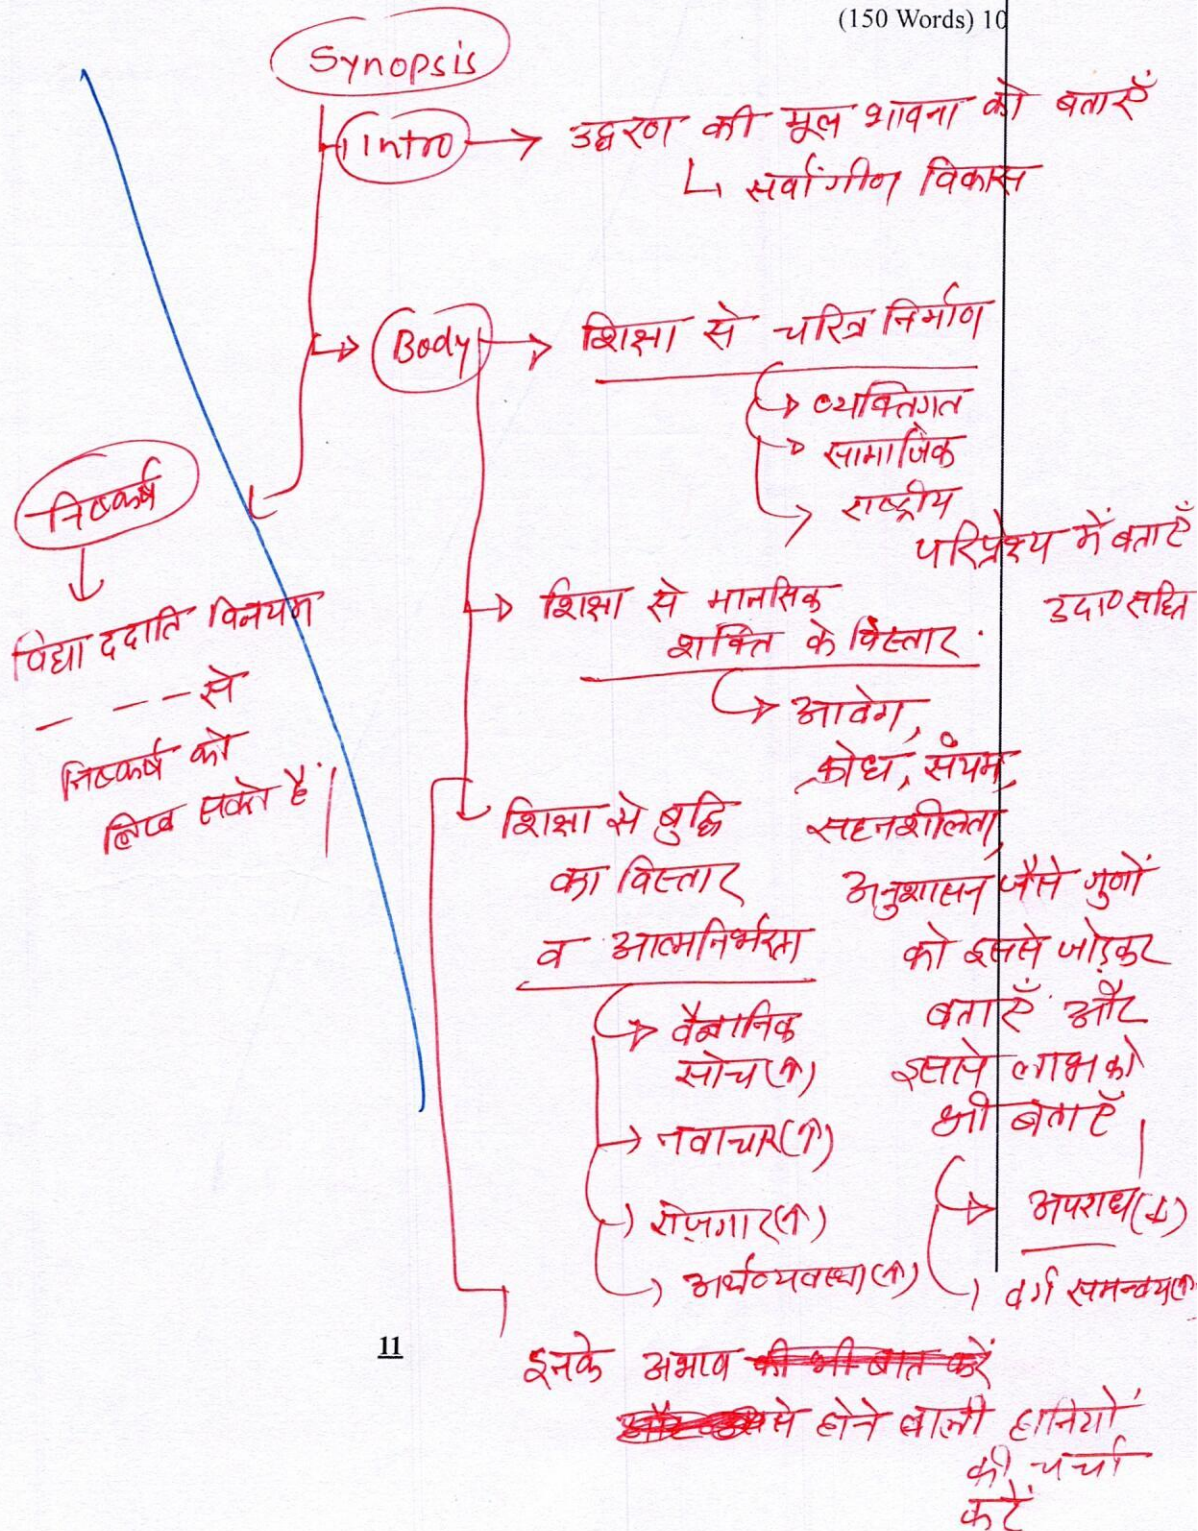 (150 Words) 10
Synopsis
Intro → उद्धरण की मूल भावना को बताएँ
↳ सर्वांगीण विकास
→ Body → शिक्षा से चरित्र निर्माण
→ व्यक्तिगत
→ सामाजिक
→ राष्ट्रीय
परिप्रेक्ष्य में बताएँ
उदा० सहित
→ शिक्षा से मानसिक
शक्ति के विस्तार
→ आवेग,
क्रोध, संयम,
सहनशीलता,
अनुशासन जैसे गुणों
को इससे जोड़कर
बताएँ और
इससे लाभ को
भी बताएँ।
→ अपराध(↓)
वर्ग समन्वय(↑)
शिक्षा से बुद्धि
का विस्तार
व आत्मनिर्भरता
→ वैज्ञानिक
सोच(↑)
→ नवाचार(↑)
रोज़गार(↑)
अर्थव्यवस्था(↑)
इनके अभाव की भी बात करें
से होने वाली हानियों
की चर्चा
करें
निष्कर्ष
↓
विद्या ददाति विनयम
— — — से
निष्कर्ष को
लिख सकते हैं।
11